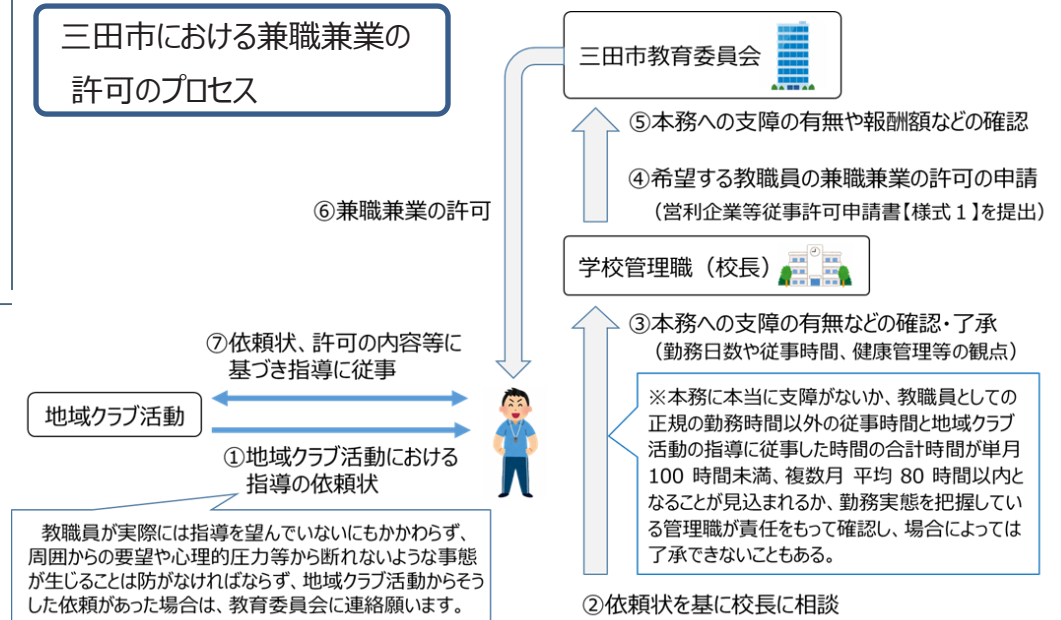 三田市における兼職兼業の
許可のプロセス
三田市教育委員会
⑤本務への支障の有無や報酬額などの確認
④希望する教職員の兼職兼業の許可の申請
（営利企業等従事許可申請書【様式１】を提出）
⑥兼職兼業の許可
学校管理職（校長）
③本務への支障の有無などの確認・了承
（勤務日数や従事時間、健康管理等の観点）
⑦依頼状、許可の内容等に
基づき指導に従事
地域クラブ活動
①地域クラブ活動における
指導の依頼状
※本務に本当に支障がないか、教職員としての
正規の勤務時間以外の従事時間と地域クラブ
活動の指導に従事した時間の合計時間が単月
100 時間未満、複数月 平均 80 時間以内と
なることが見込まれるか、勤務実態を把握してい
る管理職が責任をもって確認し、場合によっては
了承できないこともある。
教職員が実際には指導を望んでいないにもかかわらず、
周囲からの要望や心理的圧力等から断れないような事態
が生じることは防がなければならず、地域クラブ活動からそう
した依頼があった場合は、教育委員会に連絡願います。
②依頼状を基に校長に相談